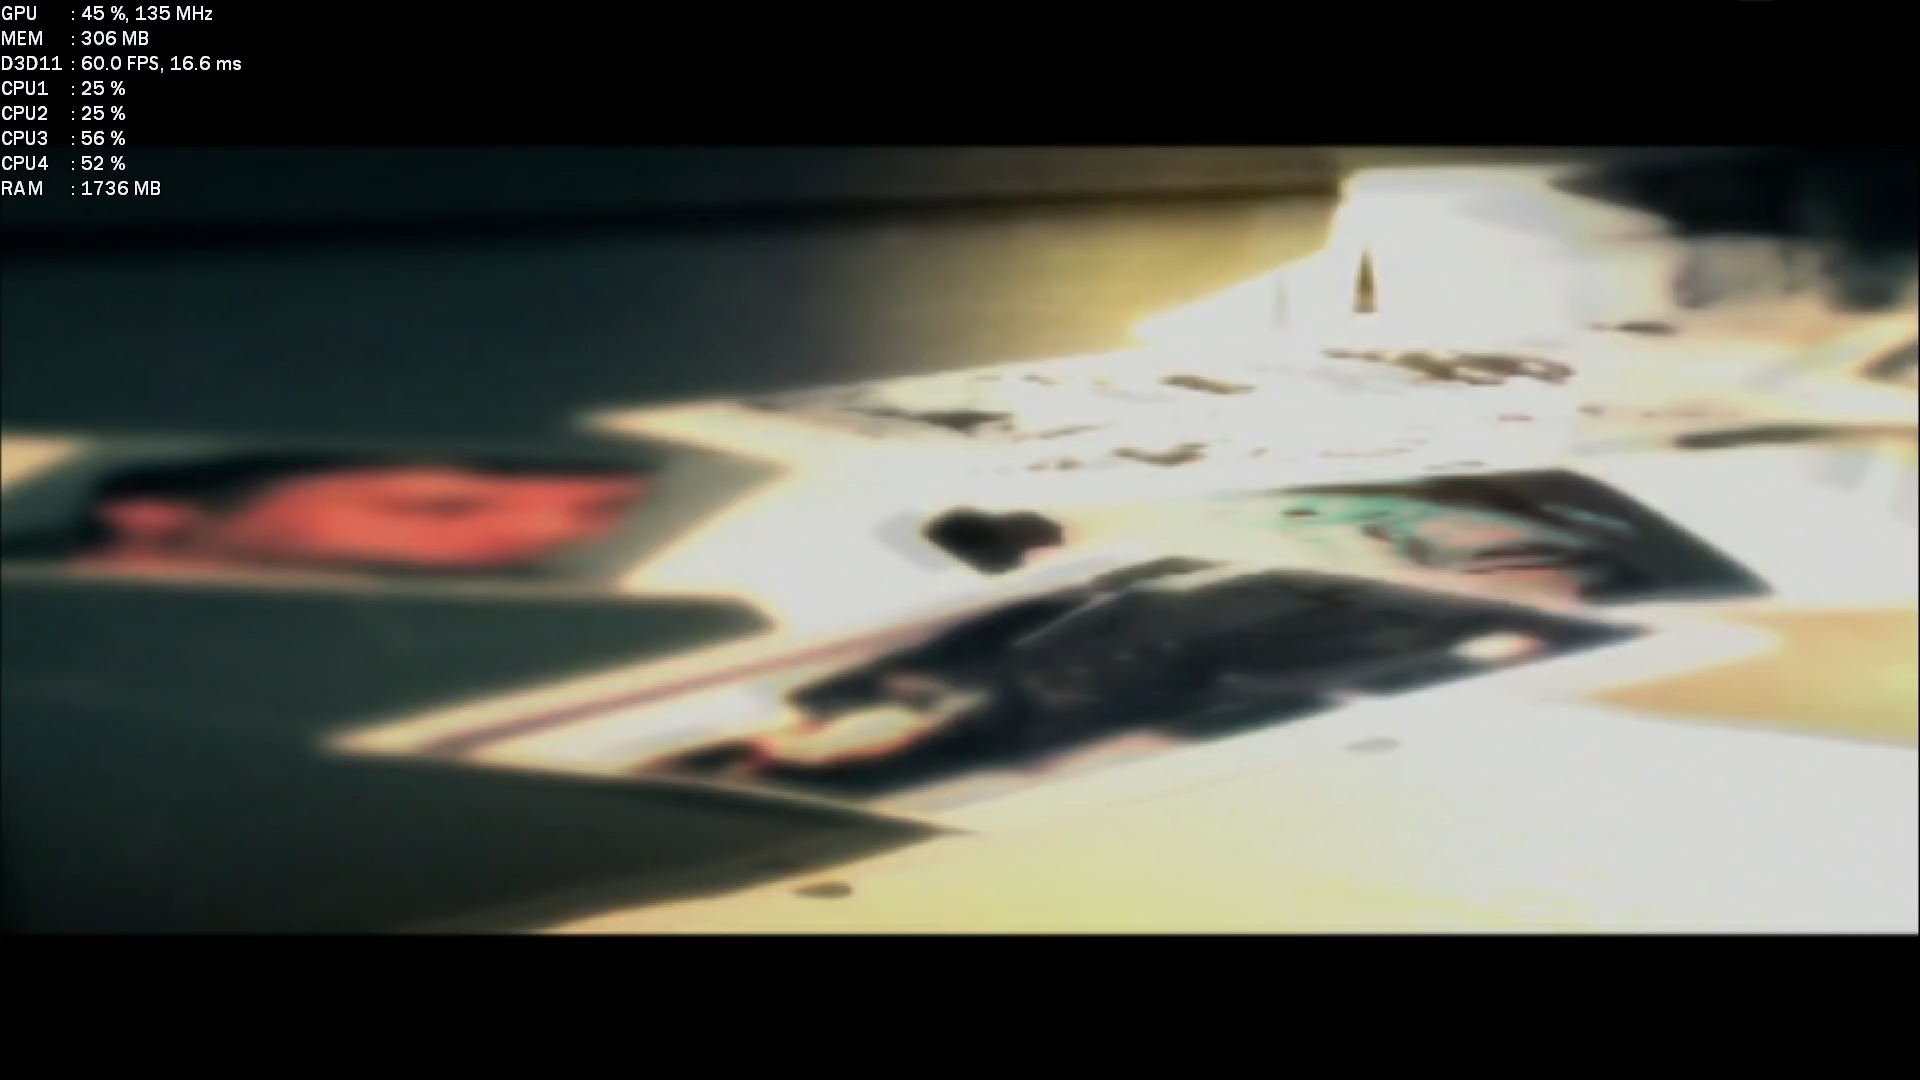 GPU : 45 %, 135 MHz
MEM : 306 MB
D3D11 : 60.0 FPS, 16.6 ms
CPU1 : 25 %
CPU2 : 25 %
CPU3 : 56 %
CPU4 : 52 %
RAM : 1736 MB